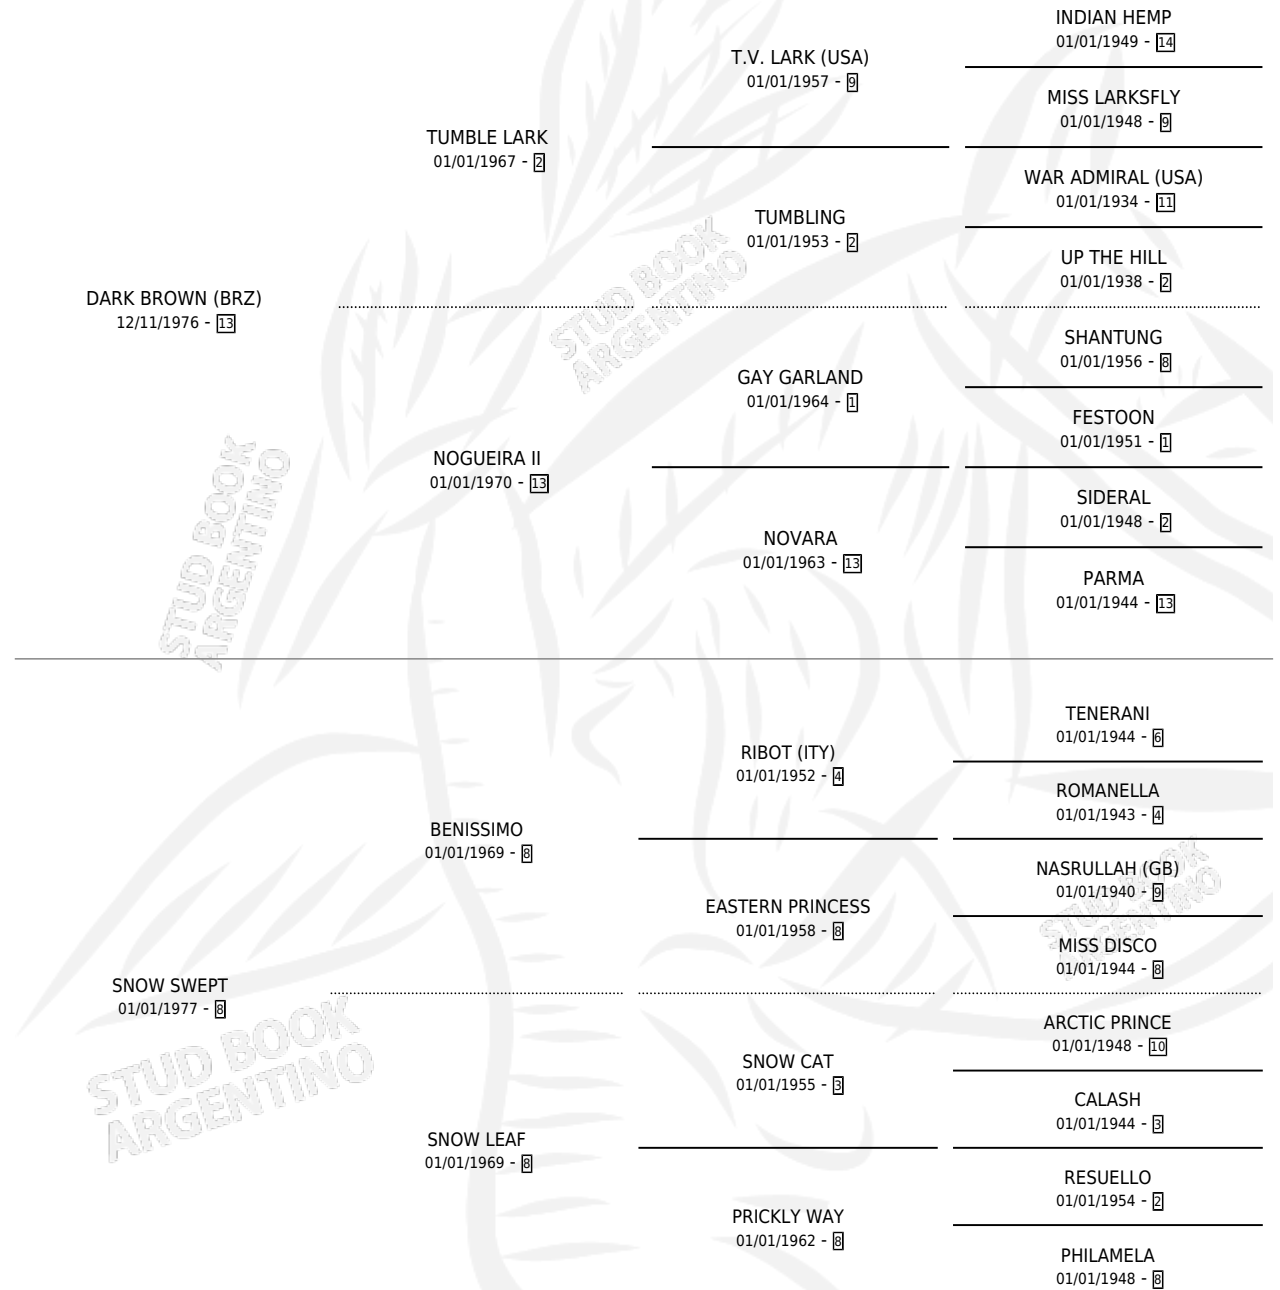 INDIAN HEMP
01/01/1949 - 14
T.V. LARK (USA)
01/01/1957 - 9
MISS LARKSFLY
01/01/1948 - 9
TUMBLE LARK
01/01/1967 - 2
WAR ADMIRAL (USA)
01/01/1934 - 11
TUMBLING
01/01/1953 - 2
UP THE HILL
01/01/1938 - 2
DARK BROWN (BRZ)
12/11/1976 - 13
SHANTUNG
01/01/1956 - 8
GAY GARLAND
01/01/1964 - 1
FESTOON
01/01/1951 - 1
NOGUEIRA II
01/01/1970 - 13
SIDERAL
01/01/1948 - 2
NOVARA
01/01/1963 - 13
PARMA
01/01/1944 - 13
TENERANI
01/01/1944 - 6
RIBOT (ITY)
01/01/1952 - 4
ROMANELLA
01/01/1943 - 4
BENISSIMO
01/01/1969 - 8
NASRULLAH (GB)
01/01/1940 - 9
EASTERN PRINCESS
01/01/1958 - 8
MISS DISCO
01/01/1944 - 8
SNOW SWEPT
01/01/1977 - 8
ARCTIC PRINCE
01/01/1948 - 10
SNOW CAT
01/01/1955 - 3
CALASH
01/01/1944 - 3
SNOW LEAF
01/01/1969 - 8
RESUELLO
01/01/1954 - 2
PRICKLY WAY
01/01/1962 - 8
PHILAMELA
01/01/1948 - 8
STUD BOOK
ARGENTINO
STUD BOOK
ARGENTINO
STUD BOOK
ARGENTINO
STUD BOOK
ARGENTINO